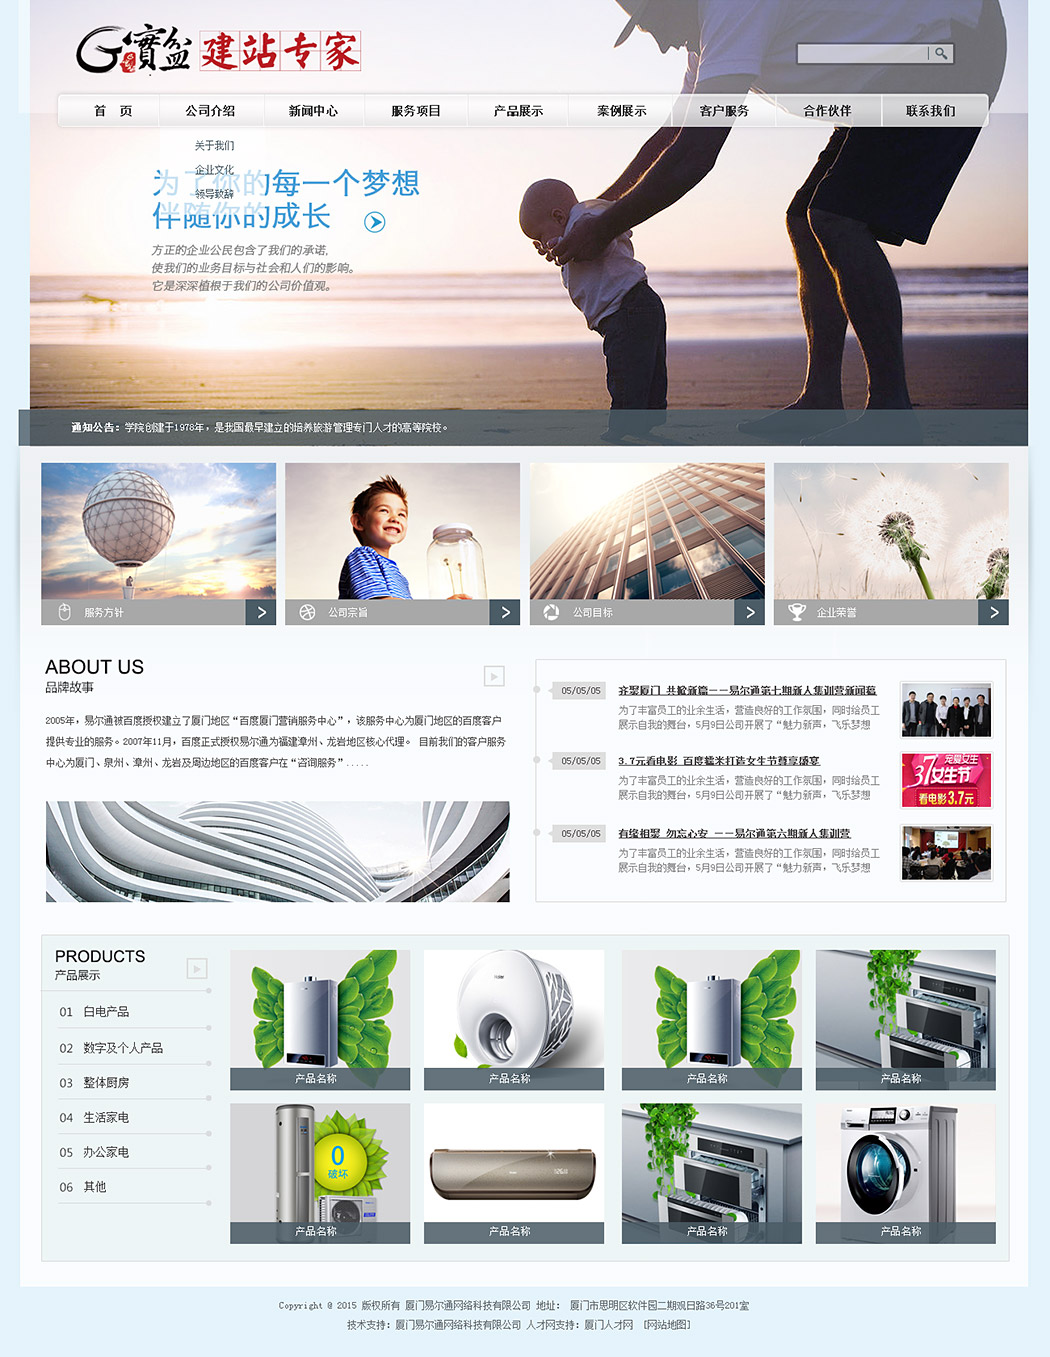 寶盆 建站专家
首 页 公司介绍 新闻中心 服务项目 产品展示 案例展示 客户服务 合作伙伴 联系我们
关于我们
企业文化
领导致辞
为了你的每一个梦想
伴随你的成长
方正的企业公民包含了我们的承诺,
使我们的业务目标与社会和人们的影响。
它是深深植根于我们的公司价值观。
通知公告：学院创建于1978年，是我国最早建立的培养旅游管理专门人才的高等院校。
服务方针 >
公司宗旨 >
公司目标 >
企业荣誉 >
ABOUT US
品牌故事
2005年，易尔通被百度授权建立了厦门地区“百度厦门营销服务中心”，该服务中心为厦门地区的百度客户
提供专业的服务。2007年11月，百度正式授权易尔通为福建漳州、龙岩地区核心代理。 目前我们的客户服务
中心为厦门、泉州、漳州、龙岩及周边地区的百度客户在“咨询服务”.....
05/05/05 齐聚厦门 共掀新篇——易尔通第七期新人集训营新闻篇
为了丰富员工的业余生活，营造良好的工作氛围，同时给员工
展示自我的舞台，5月9日公司开展了“魅力新声，飞乐梦想
05/05/05 3.7元看电影 百度糯米打造女生节尊享盛宴
为了丰富员工的业余生活，营造良好的工作氛围，同时给员工
展示自我的舞台，5月9日公司开展了“魅力新声，飞乐梦想
宠爱女生
37女生节
看电影3.7元
05/05/05 有缘相聚 勿忘心安 ——易尔通第六期新人集训营
为了丰富员工的业余生活，营造良好的工作氛围，同时给员工
展示自我的舞台，5月9日公司开展了“魅力新声，飞乐梦想
PRODUCTS
产品展示
01 白电产品
02 数字及个人产品
03 整体厨房
04 生活家电
05 办公家电
06 其他
产品名称 产品名称 产品名称 产品名称
0
破坏
产品名称 产品名称 产品名称 产品名称
Copyright @ 2015 版权所有 厦门易尔通网络科技有限公司 地址： 厦门市思明区软件园二期观日路36号201室
技术支持：厦门易尔通网络科技有限公司 人才网支持：厦门人才网 [网站地图]